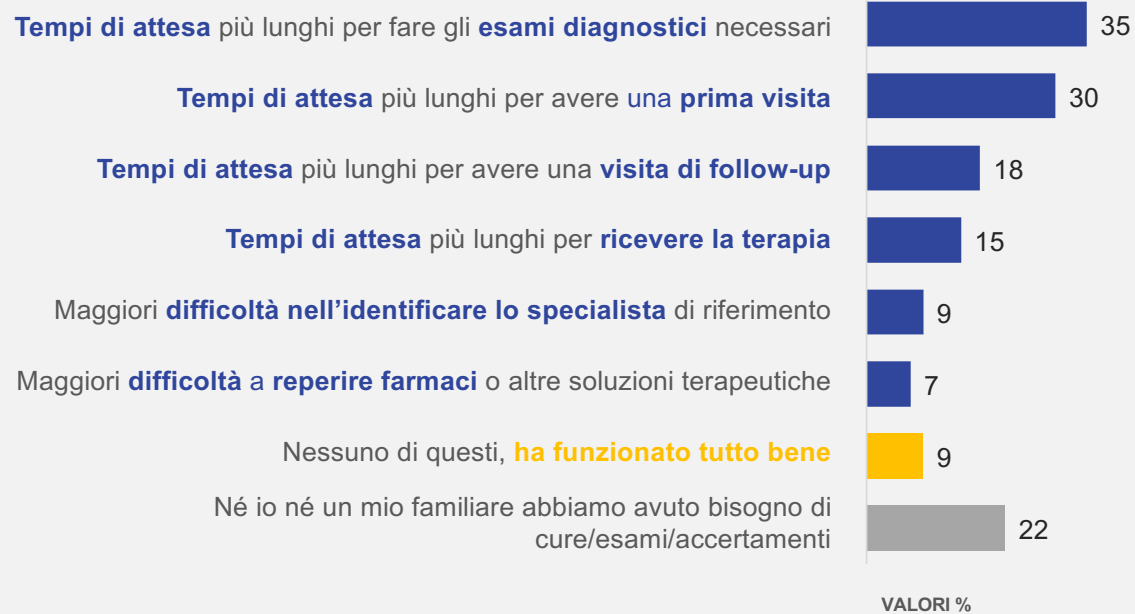 Tempi di attesa più lunghi per fare gli esami diagnostici necessari 35
Tempi di attesa più lunghi per avere una prima visita 30
Tempi di attesa più lunghi per avere una visita di follow-up 18
Tempi di attesa più lunghi per ricevere la terapia 15
Maggiori difficoltà nell’identificare lo specialista di riferimento 9
Maggiori difficoltà a reperire farmaci o altre soluzioni terapeutiche 7
Nessuno di questi, ha funzionato tutto bene 9
Né io né un mio familiare abbiamo avuto bisogno di
cure/esami/accertamenti 22
VALORI %